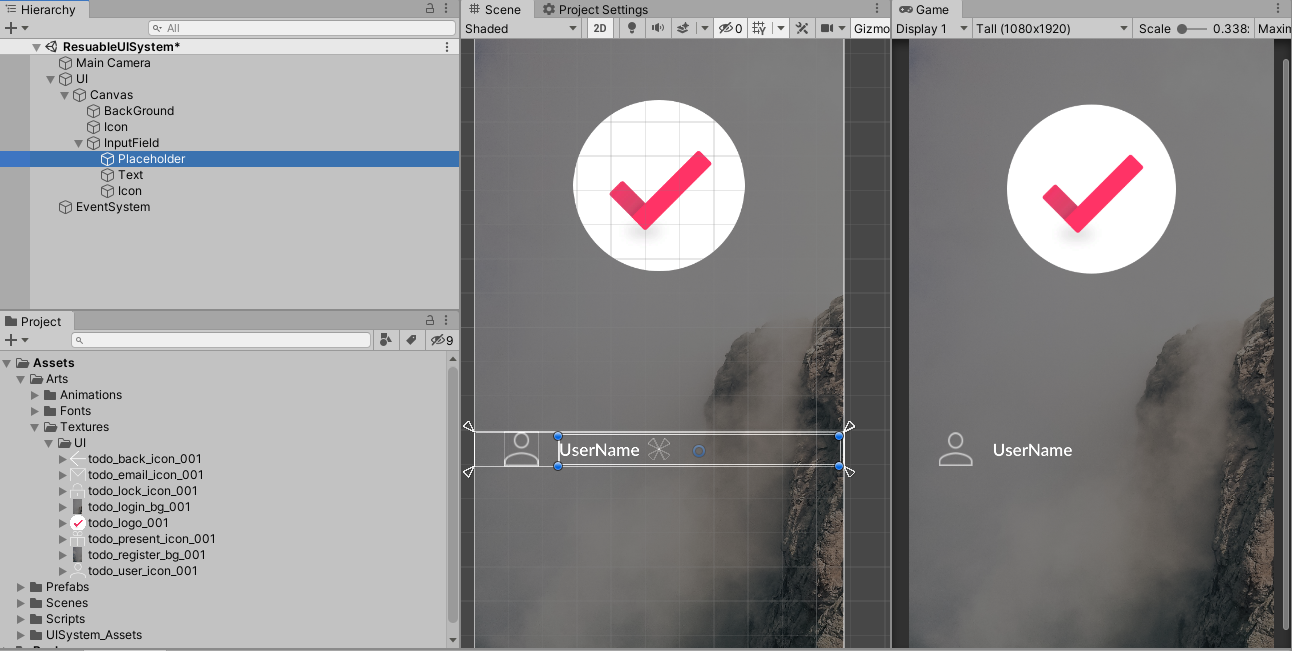 Hierarchy
All
ResuableUISystem*
Main Camera
UI
Canvas
BackGround
Icon
InputField
Placeholder
Text
Icon
EventSystem
Project
9
Assets
Arts
Animations
Fonts
Textures
UI
todo_back_icon_001
todo_email_icon_001
todo_lock_icon_001
todo_login_bg_001
todo_logo_001
todo_present_icon_001
todo_register_bg_001
todo_user_icon_001
Prefabs
Scenes
Scripts
UISystem_Assets
Scene
Project Settings
Shaded
2D
0
Gizmo
UserName
Game
Display 1
Tall (1080x1920)
Scale
0.338:
Maxin
UserName